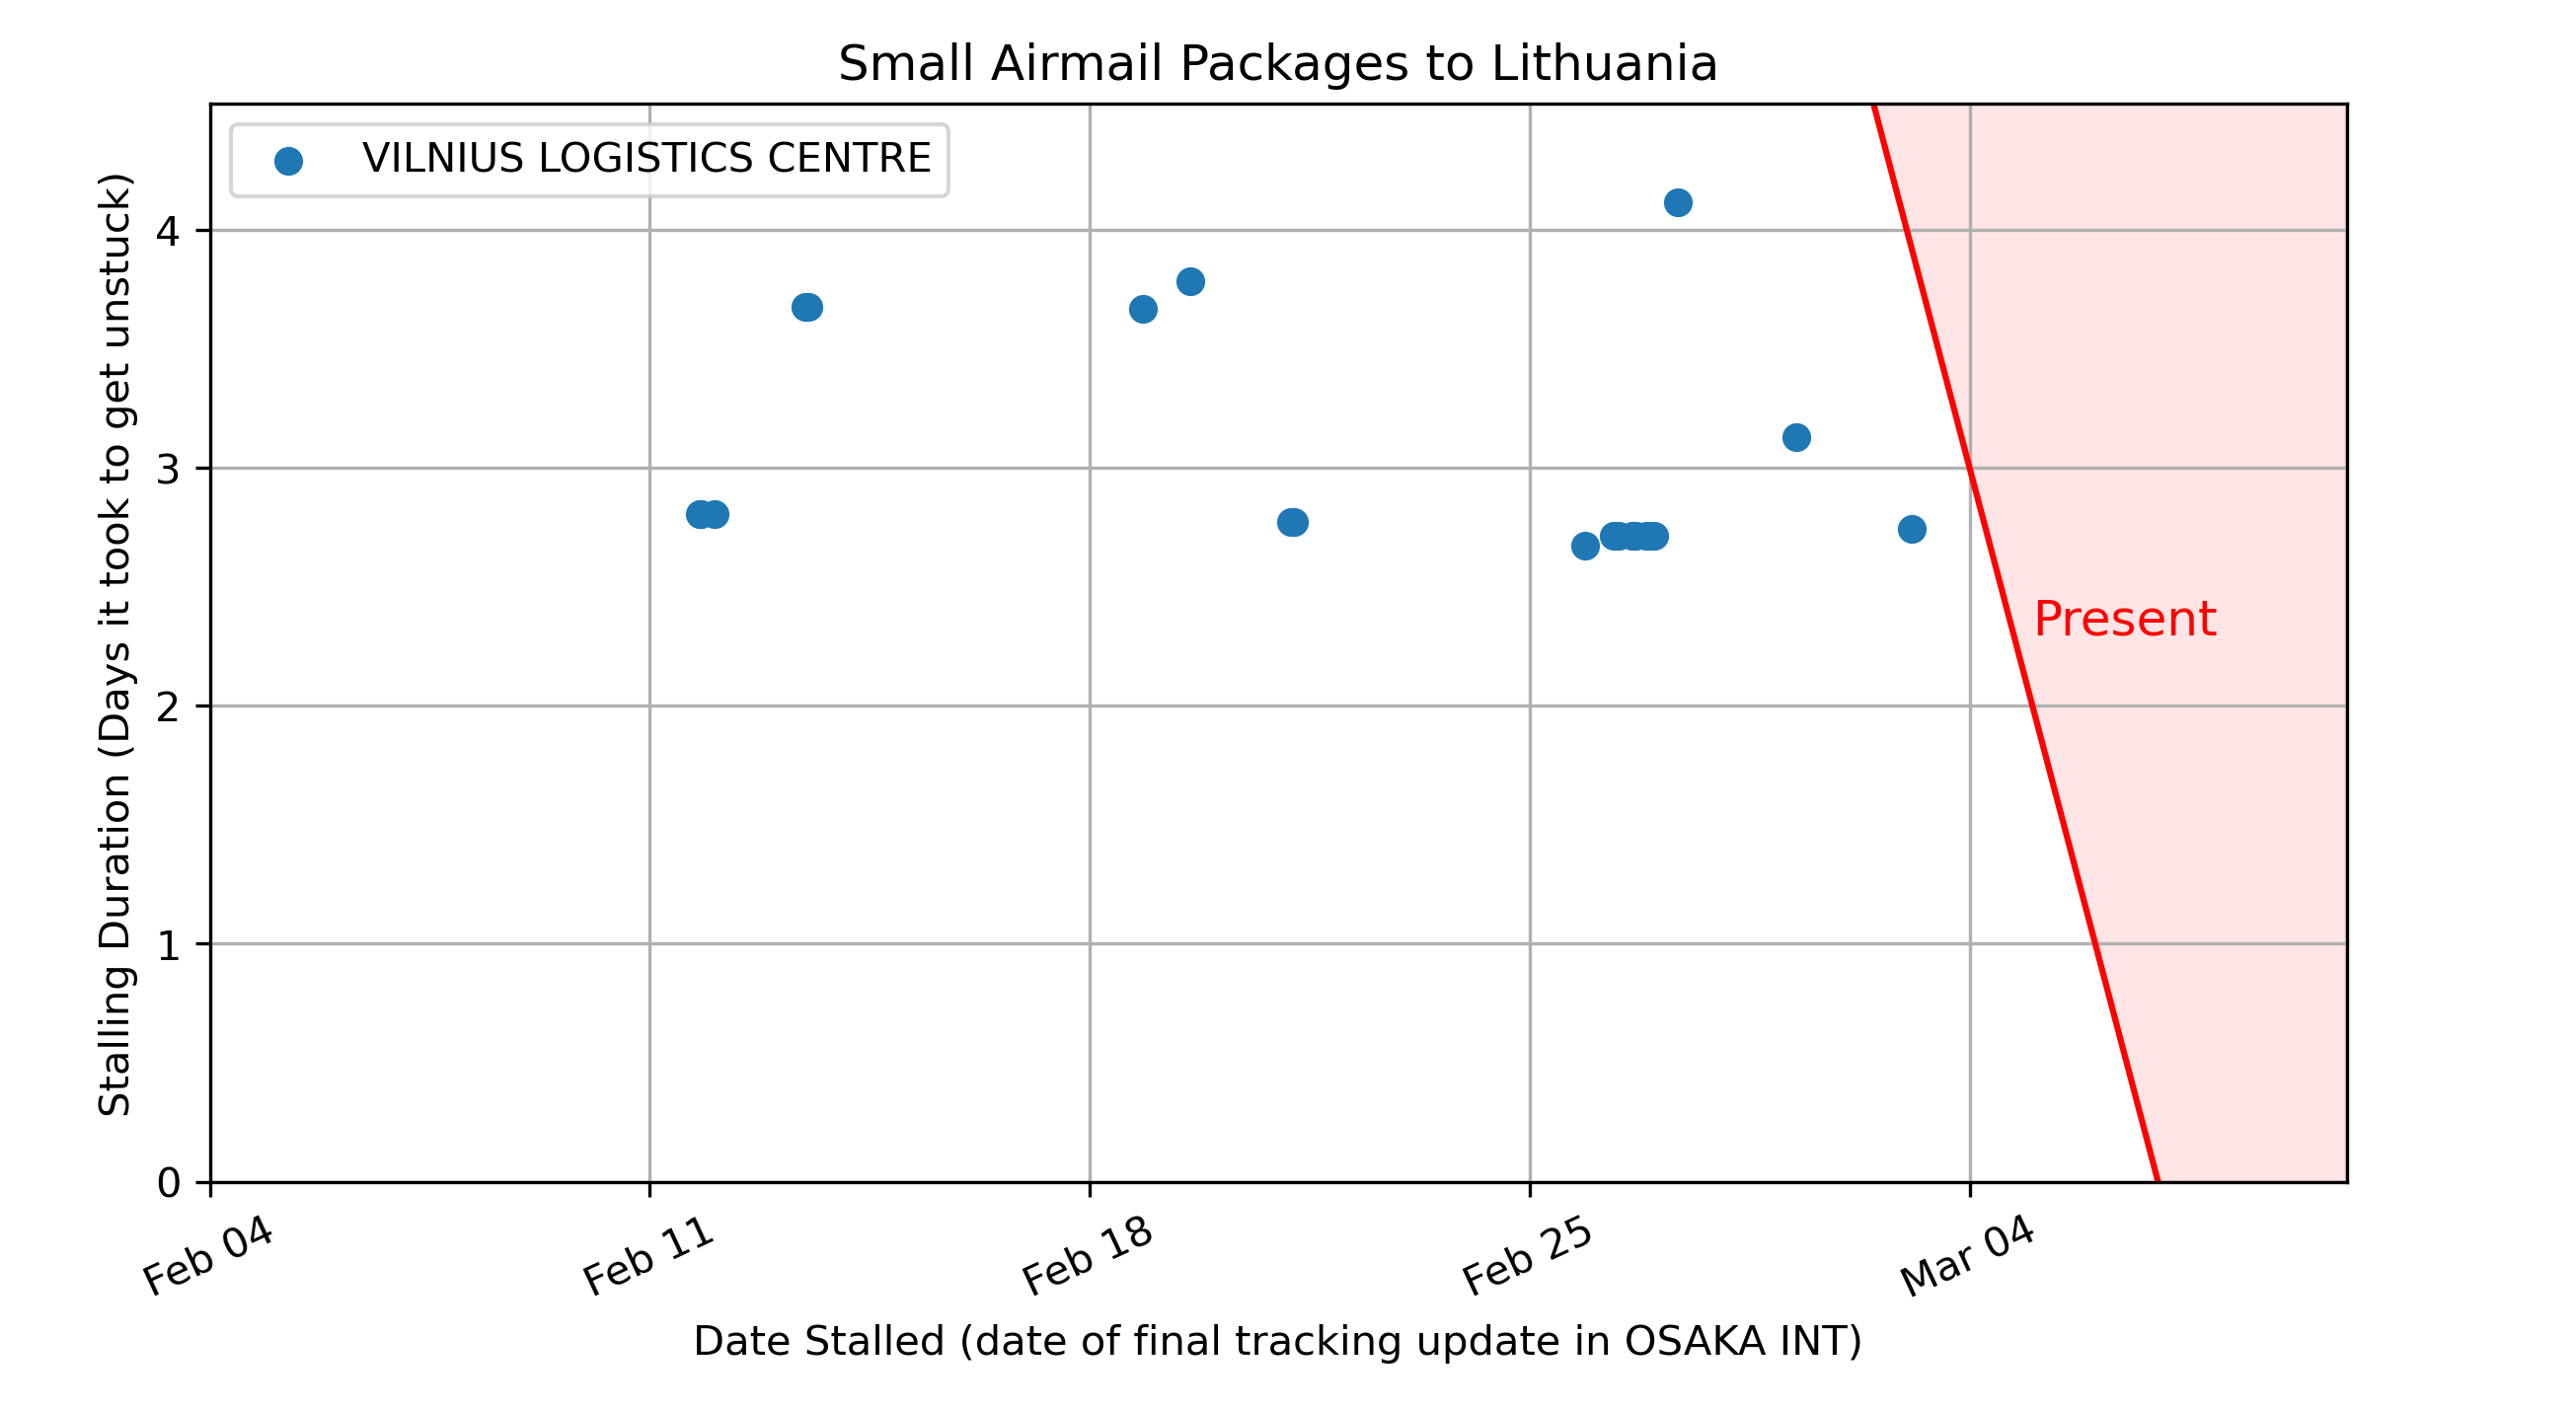 Small Airmail Packages to Lithuania
VILNIUS LOGISTICS CENTRE
Stalling Duration (Days it took to get unstuck)
4
3
2
1
0
Present
Feb 04
Feb 11
Feb 18
Feb 25
Mar 04
Date Stalled (date of final tracking update in OSAKA INT)